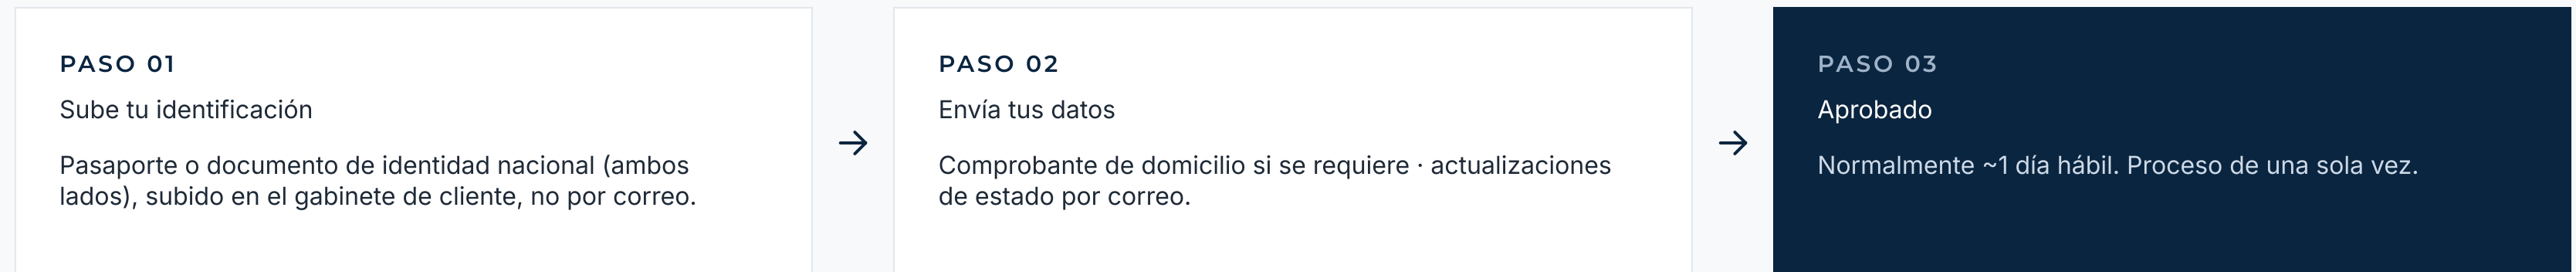 PASO 01
Sube tu identificación
Pasaporte o documento de identidad nacional (ambos
lados), subido en el gabinete de cliente, no por correo.
PASO 02
Envía tus datos
Comprobante de domicilio si se requiere · actualizaciones
de estado por correo.
PASO 03
Aprobado
Normalmente ~1 día hábil. Proceso de una sola vez.